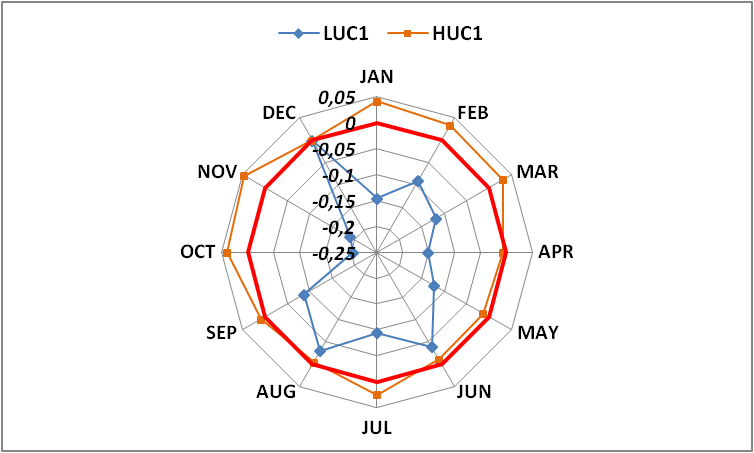 LUC1 HUC1
JAN
0,05
DEC FEB
0
-0,05
NOV MAR
-0,1
-0,15
-0,2
OCT -0,25 APR
SEP MAY
AUG JUN
JUL